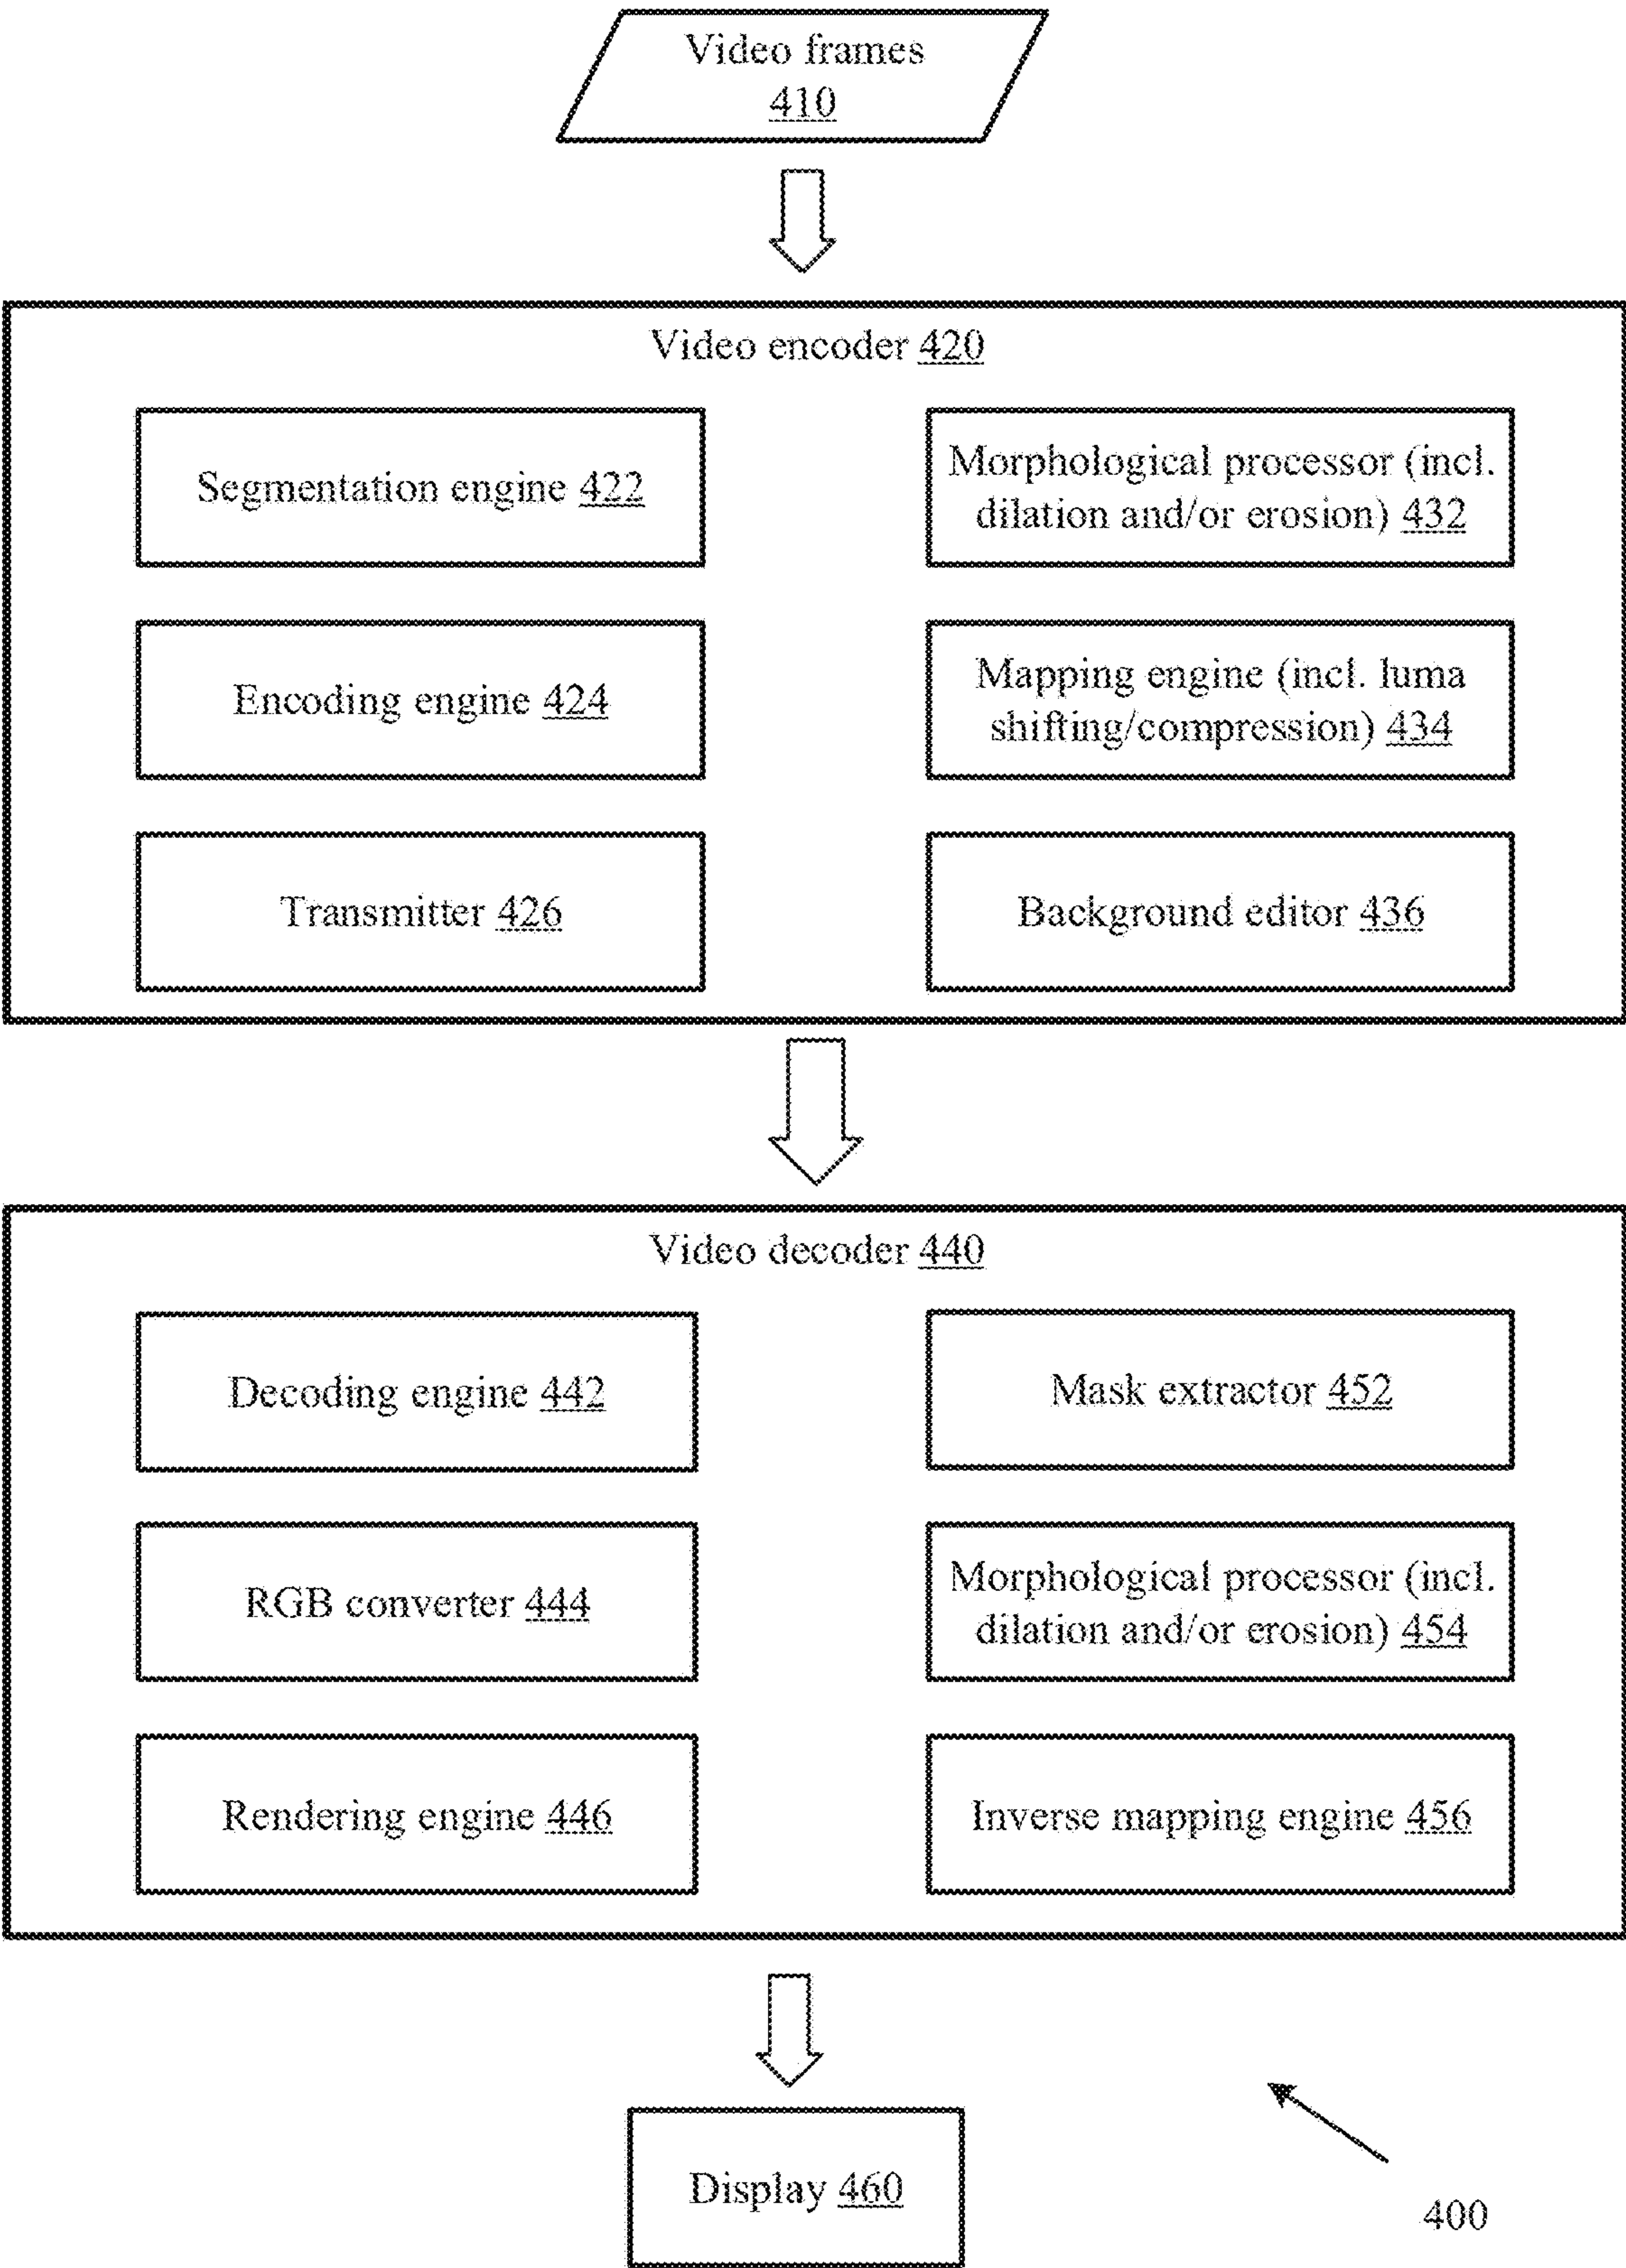 Video frames
410
Video encoder 420
Segmentation engine 422
Morphological processor (incl.
dilation and/or erosion) 432
Encoding engine 424
Mapping engine (incl. luma
shifting/compression) 434
Transmitter 426
Background editor 436
Video decoder 440
Decoding engine 442
Mask extractor 452
RGB converter 444
Morphological processor (incl.
dilation and/or erosion) 454
Rendering engine 446
Inverse mapping engine 456
Display 460
400